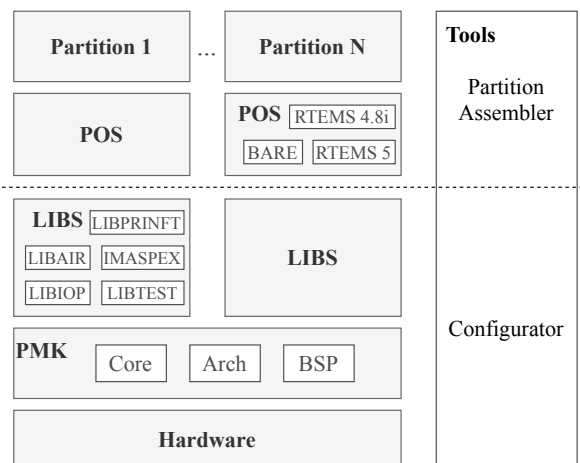 Partition 1
...
Partition N
POS
POS
RTEMS 4.8i
BARE
RTEMS 5
LIBS
LIBPRINFT
LIBAIR
IMASPEX
LIBIOP
LIBTEST
LIBS
PMK
Core
Arch
BSP
Hardware
Tools
Partition
Assembler
Configurator